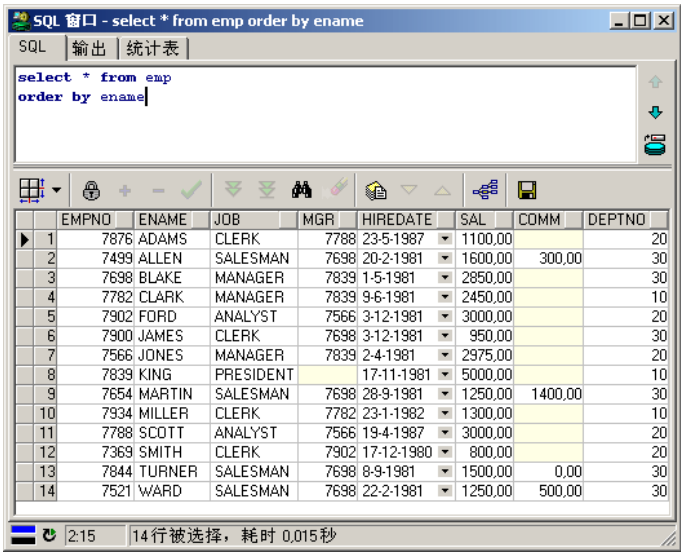 SQL 窗口 - select * from emp order by ename
SQL 输出 统计表
select * from emp
order by ename
EMPNO ENAME JOB MGR HIREDATE SAL COMM DEPTNO
1 7876 ADAMS CLERK 7788 23-5-1987 1100,00 20
2 7499 ALLEN SALESMAN 7698 20-2-1981 1600,00 300,00 30
3 7698 BLAKE MANAGER 7839 1-5-1981 2850,00 30
4 7782 CLARK MANAGER 7839 9-6-1981 2450,00 10
5 7902 FORD ANALYST 7566 3-12-1981 3000,00 20
6 7900 JAMES CLERK 7698 3-12-1981 950,00 30
7 7566 JONES MANAGER 7839 2-4-1981 2975,00 20
8 7839 KING PRESIDENT 17-11-1981 5000,00 10
9 7654 MARTIN SALESMAN 7698 28-9-1981 1250,00 1400,00 30
10 7934 MILLER CLERK 7782 23-1-1982 1300,00 10
11 7788 SCOTT ANALYST 7566 19-4-1987 3000,00 20
12 7369 SMITH CLERK 7902 17-12-1980 800,00 20
13 7844 TURNER SALESMAN 7698 8-9-1981 1500,00 0,00 30
14 7521 WARD SALESMAN 7698 22-2-1981 1250,00 500,00 30
2:15 14行被选择，耗时 0,015秒